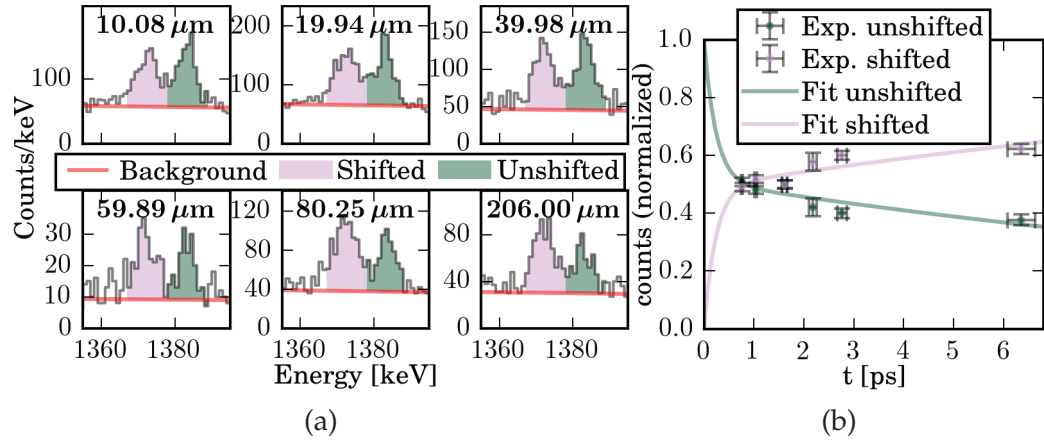 10.08 μm
19.94 μm
39.98 μm
100
0
200
150
100
50
0
150
100
50
0
Counts/keV
Background
Shifted
Unshifted
59.89 μm
80.25 μm
206.00 μm
30
20
10
0
120
80
40
0
80
40
0
1360 1380
1360 1380
1360 1380
Energy [keV]
(a)
Exp. unshifted
Exp. shifted
Fit unshifted
Fit shifted
counts (normalized)
1.0
0.8
0.6
0.4
0.2
0.0
0 1 2 3 4 5 6
t [ps]
(b)